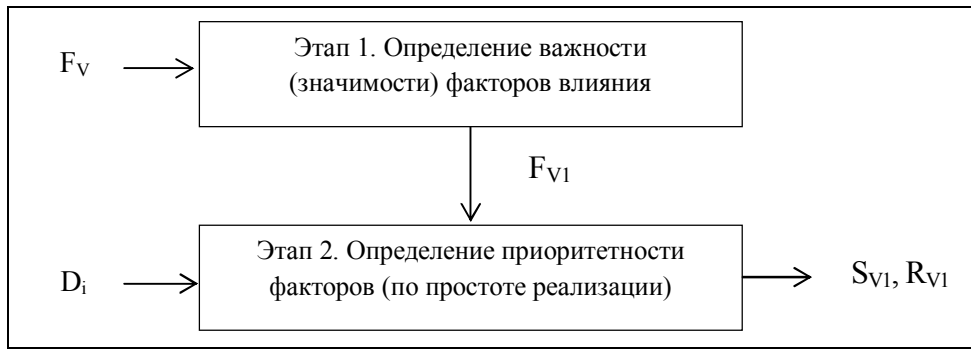 Этап 1. Определение важности
(значимости) факторов влияния
F_V
F_V1
Этап 2. Определение приоритетности
факторов (по простоте реализации)
D_i
S_V1, R_V1